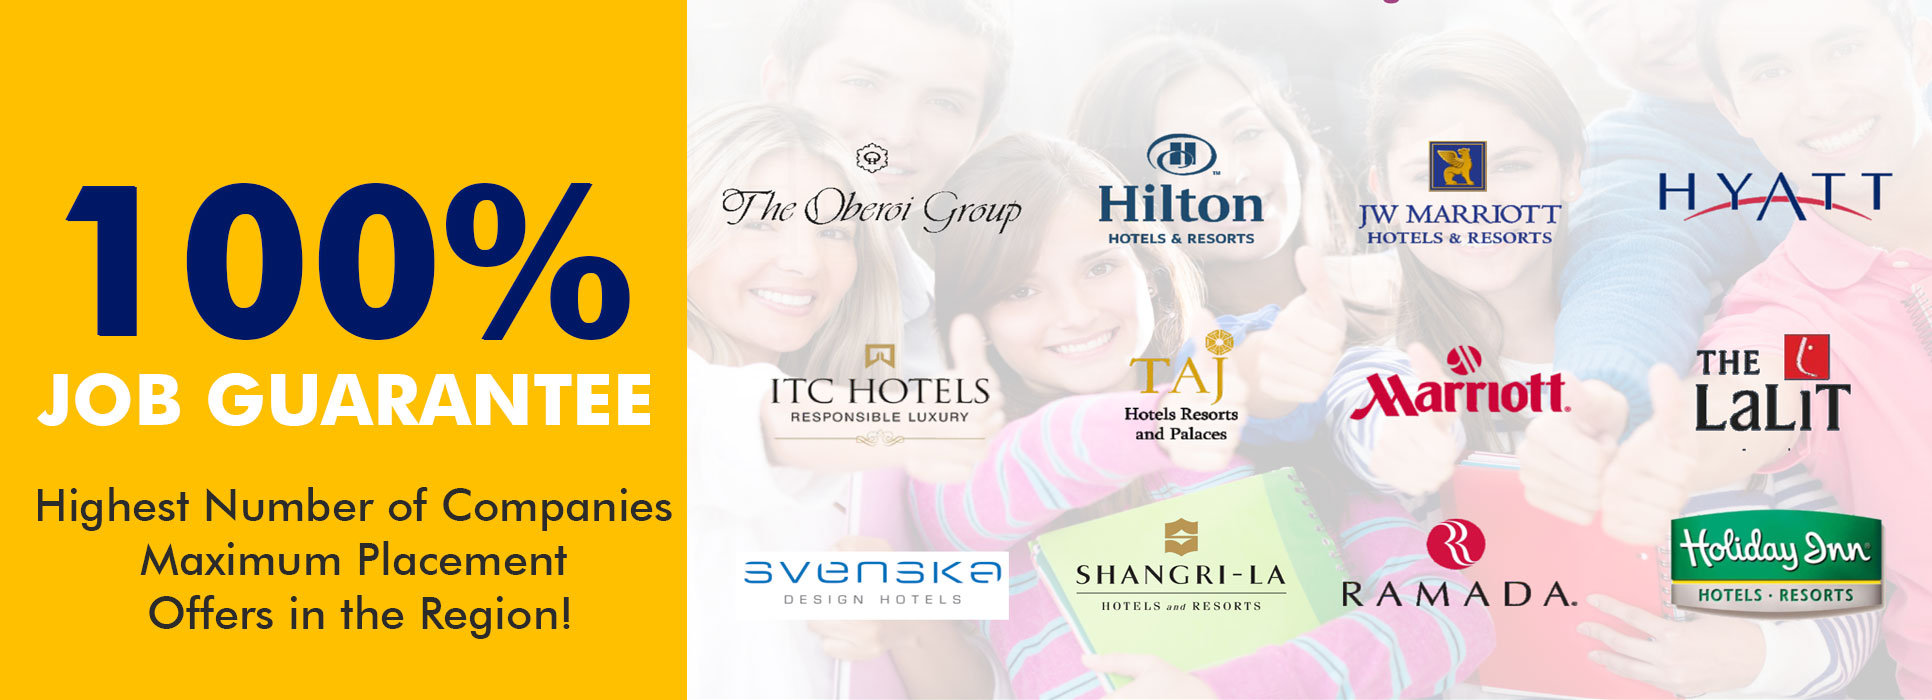 100%
JOB GUARANTEE
Highest Number of Companies
Maximum Placement
Offers in the Region!
The Oberoi Group
Hilton
HOTELS & RESORTS
JW MARRIOTT
HOTELS & RESORTS
HYATT
ITC HOTELS
RESPONSIBLE LUXURY
TAJ
Hotels Resorts
and Palaces
Marriott
THE
LaLiT
svenska
DESIGN HOTELS
SHANGRI-LA
HOTELS and RESORTS
RAMADA
Holiday Inn
HOTELS · RESORTS